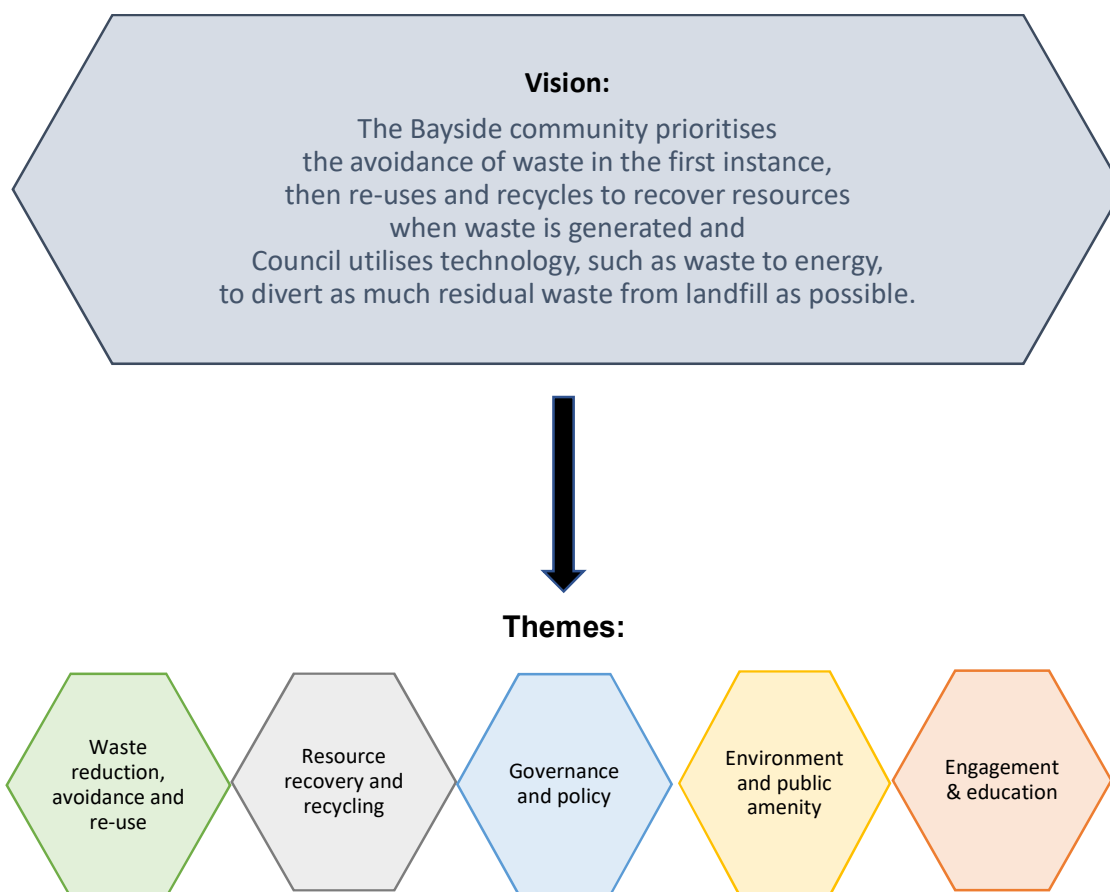 Vision:
The Bayside community prioritises
the avoidance of waste in the first instance,
then re-uses and recycles to recover resources
when waste is generated and
Council utilises technology, such as waste to energy,
to divert as much residual waste from landfill as possible.
Themes:
Waste
reduction,
avoidance and
re-use
Resource
recovery and
recycling
Governance
and policy
Environment
and public
amenity
Engagement
& education